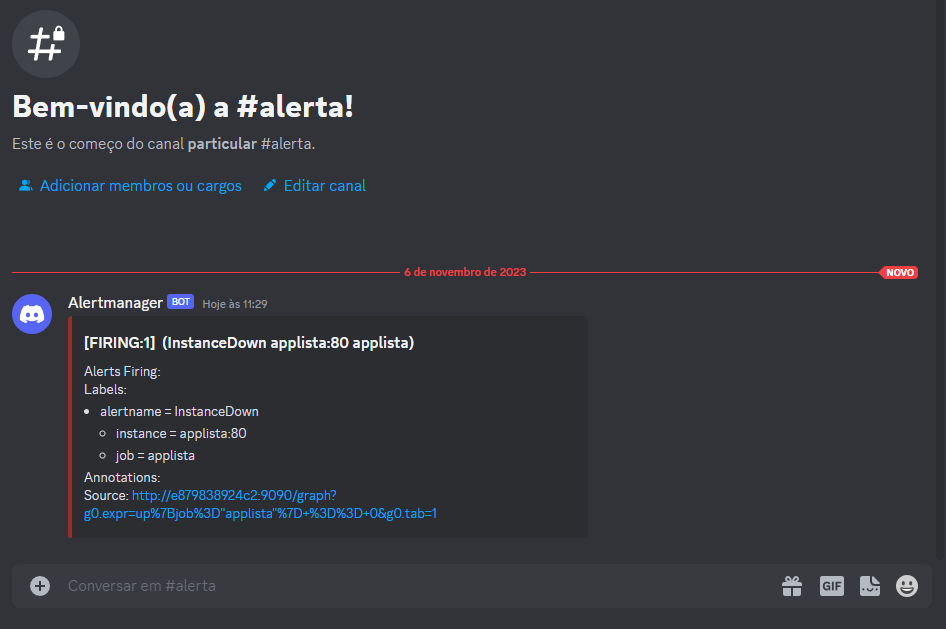 Bem-vindo(a) a #alerta!
Este é o começo do canal particular #alerta.
Adicionar membros ou cargos Editar canal
6 de novembro de 2023 NOVO
Alertmanager BOT Hoje às 11:29
[FIRING:1] (InstanceDown applista:80 applista)
Alerts Firing:
Labels:
• alertname = InstanceDown
◦ instance = applista:80
◦ job = applista
Annotations:
Source: http://e879838924c2:9090/graph?
g0.expr=up%7Bjob%3D"applista"%7D+%3D%3D+0&g0.tab=1
Conversar em #alerta GIF